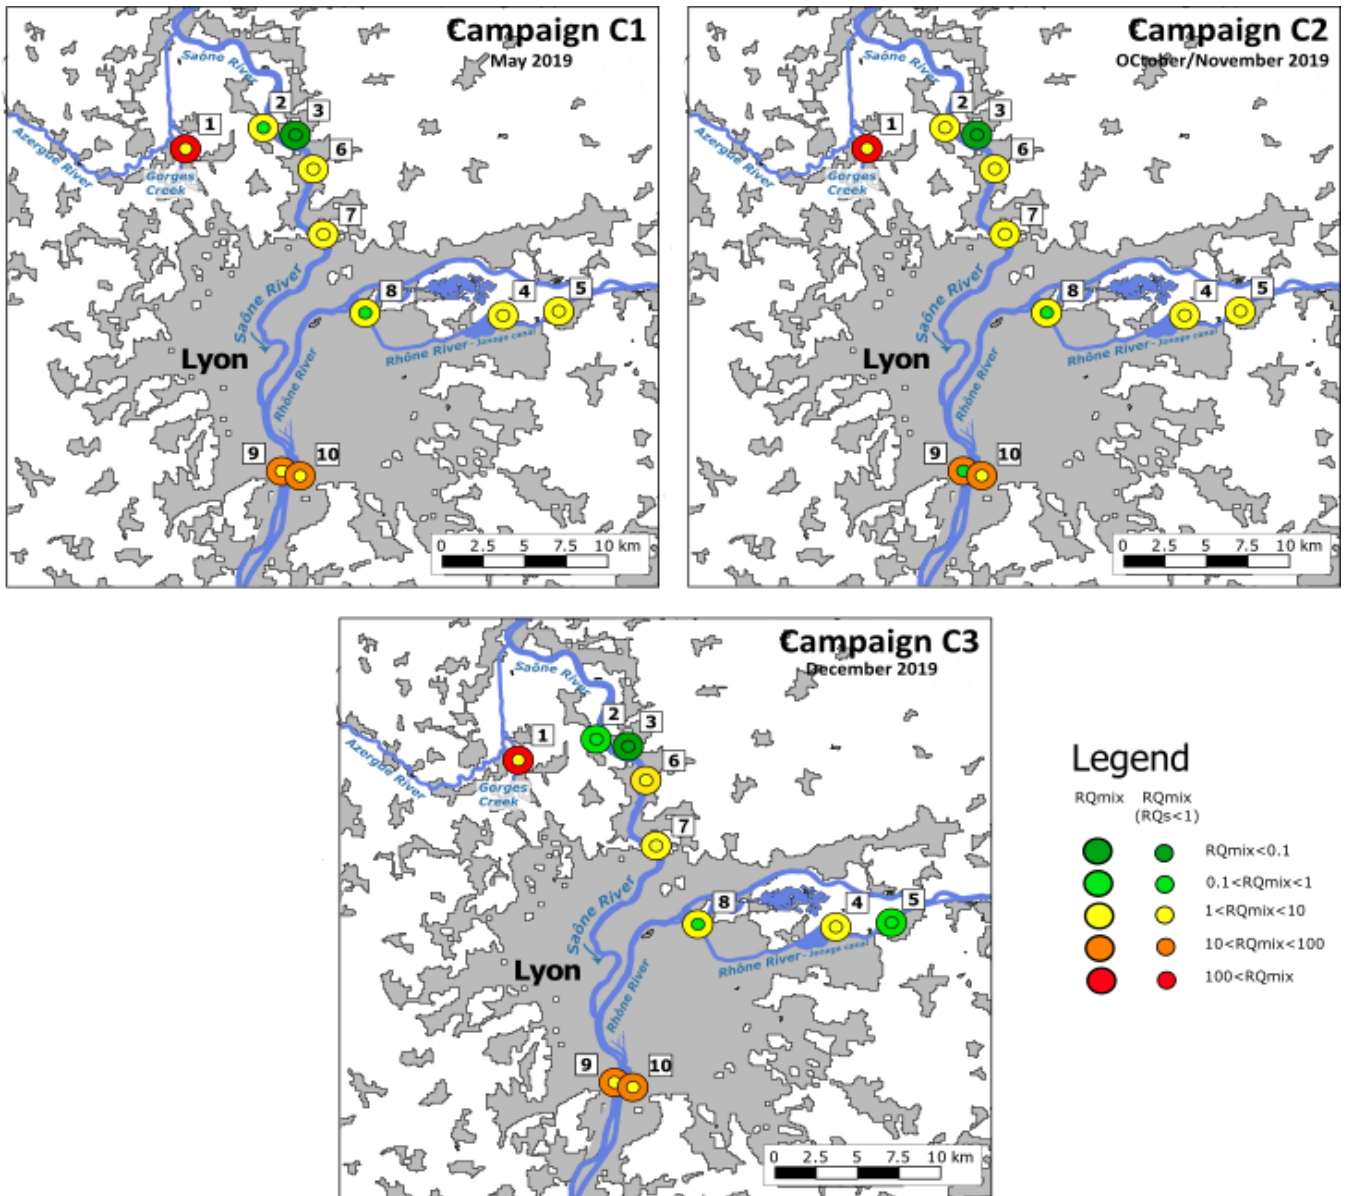 Campaign C1
May 2019
Saône River
2
3
1
6
Azergue River
Gorges
Creek
7
Saône River
8
4
5
Rhône River - Jonage canal
Lyon
Rhône River
9
10
0 2.5 5 7.5 10 km
Campaign C2
OCtober/November 2019
Saône River
2
3
1
6
Azergue River
Gorges
Creek
7
Saône River
8
4
5
Rhône River - Jonage canal
Lyon
Rhône River
9
10
0 2.5 5 7.5 10 km
Campaign C3
December 2019
Saône River
2
3
1
6
Azergue River
Gorges
Creek
7
Saône River
8
4
5
Rhône River - Jonage canal
Lyon
Rhône River
9
10
0 2.5 5 7.5 10 km
Legend
RQmix RQmix
(RQs<1)
RQmix<0.1
0.1<RQmix<1
1<RQmix<10
10<RQmix<100
100<RQmix